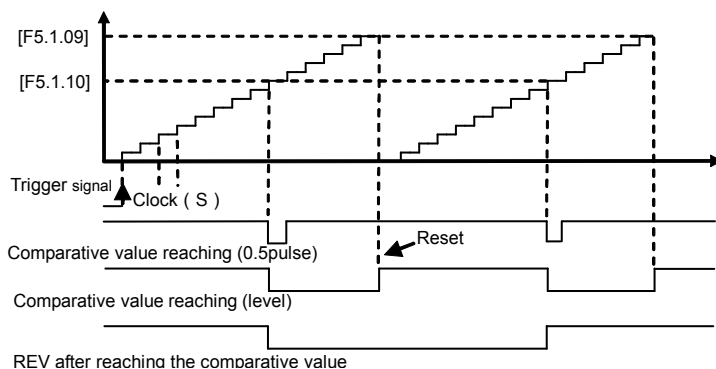 [F5.1.09]
[F5.1.10]
Trigger signal
Clock ( S )
Reset
Comparative value reaching (0.5pulse)
Comparative value reaching (level)
REV after reaching the comparative value